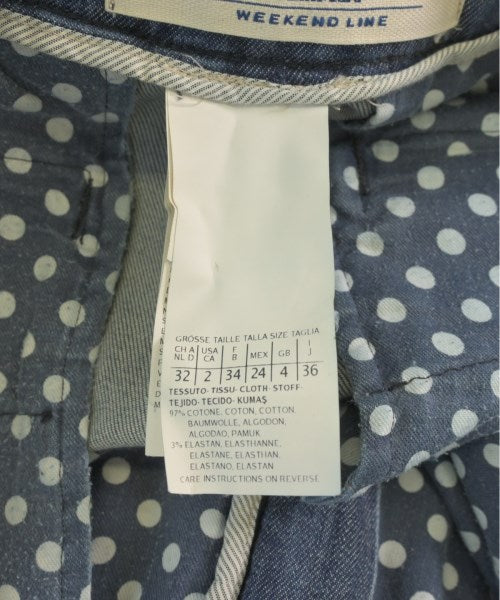 WEEKEND LINE
GRÖSSE TAILLE TALLA SIZE TAGLIA
CH A USA F MEX GB I
NL D CA B J
32 2 34 24 4 36
TESSUTO-TISSU-CLOTH-STOFF-
TEJIDO-TECIDO-KUMAŞ
97% COTONE, COTON, COTTON,
BAUMWOLLE, ALGODON,
ALGODAO, PAMUK
3% ELASTAN, ELASTHANNE,
ELASTANE, ELASTHAN,
ELASTANO, ELASTAN
CARE INSTRUCTIONS ON REVERSE